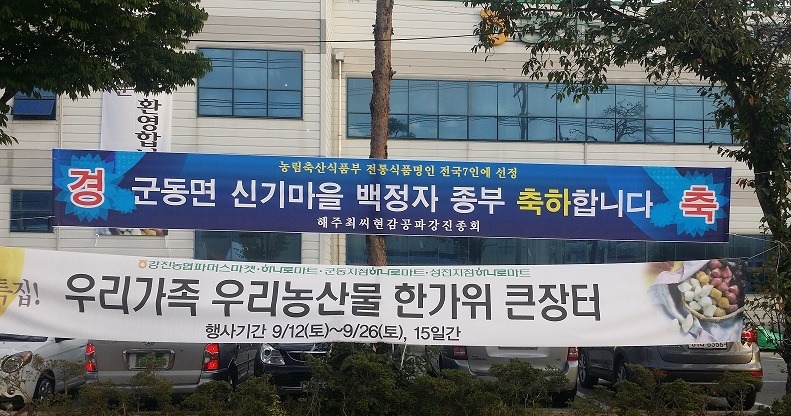 환영합
농림축산식품부 전통식품명인 전국7인에 선정
경 군동면 신기마을 백정자 종부 축하합니다 축
해주최씨현감공파강진종회
강진농협파머스마켓·하나로마트·군동지점하나로마트·성전지점하나로마트
특집! 우리가족 우리농산물 한가위 큰장터
행사기간 9/12(토)~9/26(토), 15일간